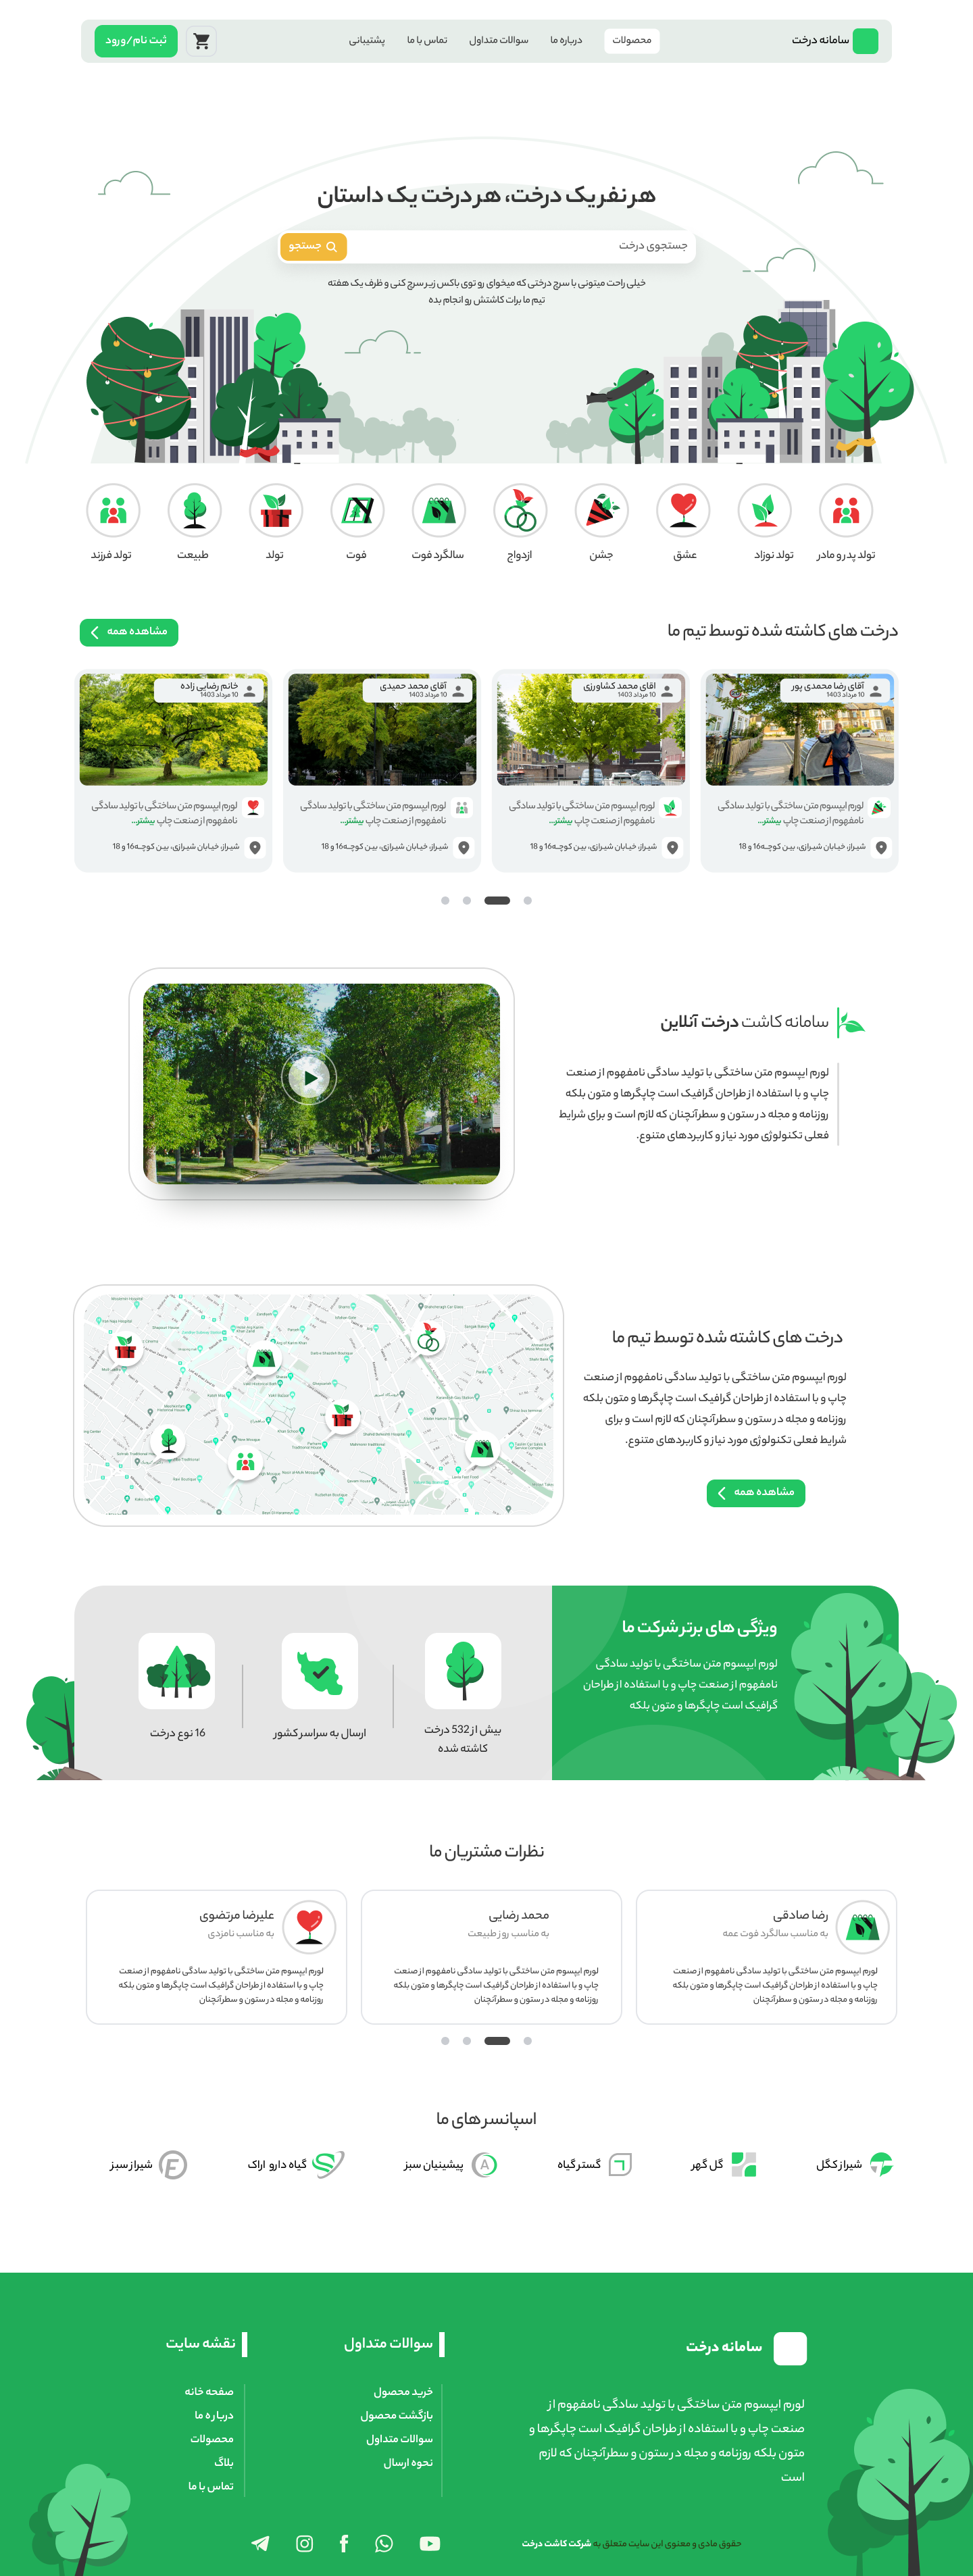 سامانه درخت
محصولات
درباره ما
سوالات متداول
تماس با ما
پشتیبانی
ثبت نام/ورود
هر نفر یک درخت، هر درخت یک داستان
جستجوی درخت
جستجو
خیلی راحت میتونی با سرچ درختی که میخوای رو توی باکس زیر سرچ کنی و ظرف یک هفته
تیم ما برات کاشتش رو انجام بده
تولد پدر و مادر
تولد نوزاد
عشق
جشن
ازدواج
سالگرد فوت
فوت
تولد
طبیعت
تولد فرزند
درخت های کاشته شده توسط تیم ما
مشاهده همه
آقای رضا محمدی پور
10 مرداد 1403
لورم ایپسوم متن ساختگی با تولید سادگی
نامفهوم از صنعت چاپ بیشتر...
شیراز، خیابان شیرازی، بین کوچه16 و 18
اقای محمد کشاورزی
10 مرداد 1403
لورم ایپسوم متن ساختگی با تولید سادگی
نامفهوم از صنعت چاپ بیشتر...
شیراز، خیابان شیرازی، بین کوچه16 و 18
آقای محمد حمیدی
10 مرداد 1403
لورم ایپسوم متن ساختگی با تولید سادگی
نامفهوم از صنعت چاپ بیشتر...
شیراز، خیابان شیرازی، بین کوچه16 و 18
خانم رضایی زاده
10 مرداد 1403
لورم ایپسوم متن ساختگی با تولید سادگی
نامفهوم از صنعت چاپ بیشتر...
شیراز، خیابان شیرازی، بین کوچه16 و 18
سامانه کاشت درخت آنلاین
لورم ایپسوم متن ساختگی با تولید سادگی نامفهوم از صنعت
چاپ و با استفاده از طراحان گرافیک است چاپگرها و متون بلکه
روزنامه و مجله در ستون و سطرآنچنان که لازم است و برای شرایط
فعلی تکنولوژی مورد نیاز و کاربردهای متنوع.
درخت های کاشته شده توسط تیم ما
لورم ایپسوم متن ساختگی با تولید سادگی نامفهوم از صنعت
چاپ و با استفاده از طراحان گرافیک است چاپگرها و متون بلکه
روزنامه و مجله در ستون و سطرآنچنان که لازم است و برای
شرایط فعلی تکنولوژی مورد نیاز و کاربردهای متنوع.
مشاهده همه
ویژگی های برتر شرکت ما
لورم ایپسوم متن ساختگی با تولید سادگی
نامفهوم از صنعت چاپ و با استفاده از طراحان
گرافیک است چاپگرها و متون بلکه
بیش از 532 درخت
کاشته شده
ارسال به سراسر کشور
16 نوع درخت
نظرات مشتریان ما
رضا صادقی
به مناسب سالگرد فوت عمه
لورم ایپسوم متن ساختگی با تولید سادگی نامفهوم از صنعت
چاپ و با استفاده از طراحان گرافیک است چاپگرها و متون بلکه
روزنامه و مجله در ستون و سطرآنچنان
محمد رضایی
به مناسب روز طبیعت
لورم ایپسوم متن ساختگی با تولید سادگی نامفهوم از صنعت
چاپ و با استفاده از طراحان گرافیک است چاپگرها و متون بلکه
روزنامه و مجله در ستون و سطرآنچنان
علیرضا مرتضوی
به مناسب نامزدی
لورم ایپسوم متن ساختگی با تولید سادگی نامفهوم از صنعت
چاپ و با استفاده از طراحان گرافیک است چاپگرها و متون بلکه
روزنامه و مجله در ستون و سطرآنچنان
اسپانسر های ما
شیراز کگل
گل گهر
گستر گیاه
پیشنیان سبز
گیاه دارو اراک
شیراز سبز
سامانه درخت
لورم ایپسوم متن ساختگی با تولید سادگی نامفهوم از
صنعت چاپ و با استفاده از طراحان گرافیک است چاپگرها و
متون بلکه روزنامه و مجله در ستون و سطرآنچنان که لازم
است
سوالات متداول
خرید محصول
بازگشت محصول
سوالات متداول
نحوه ارسال
نقشه سایت
صفحه خانه
دربار ه ما
محصولات
بلاگ
تماس با ما
حقوق مادی و معنوی این سایت متعلق به شرکت کاشت درخت